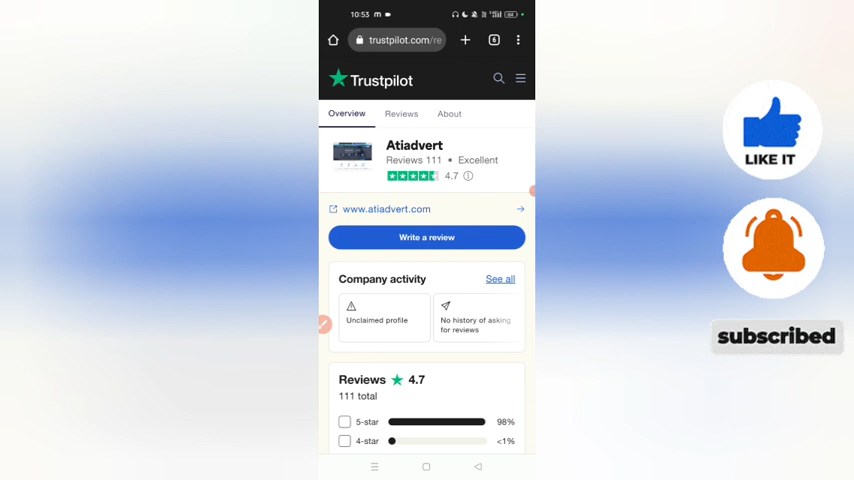 10:53 m
84
trustpilot.com/re
6
Trustpilot
Overview Reviews About
Atiadvert
Reviews 111 • Excellent
4.7
www.atiadvert.com
Write a review
Company activity See all
Unclaimed profile
No history of asking
for reviews
Reviews 4.7
111 total
5-star 98%
4-star <1%
LIKE IT
subscribed